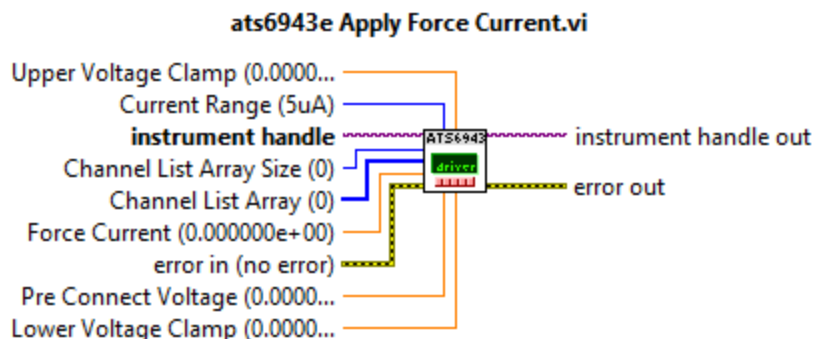 ats6943e Apply Force Current.vi
Upper Voltage Clamp (0.0000...
Current Range (5uA)
instrument handle
Channel List Array Size (0)
Channel List Array (0)
Force Current (0.000000e+00)
error in (no error)
Pre Connect Voltage (0.0000...
Lower Voltage Clamp (0.0000...
ATS6943
driver
instrument handle out
error out